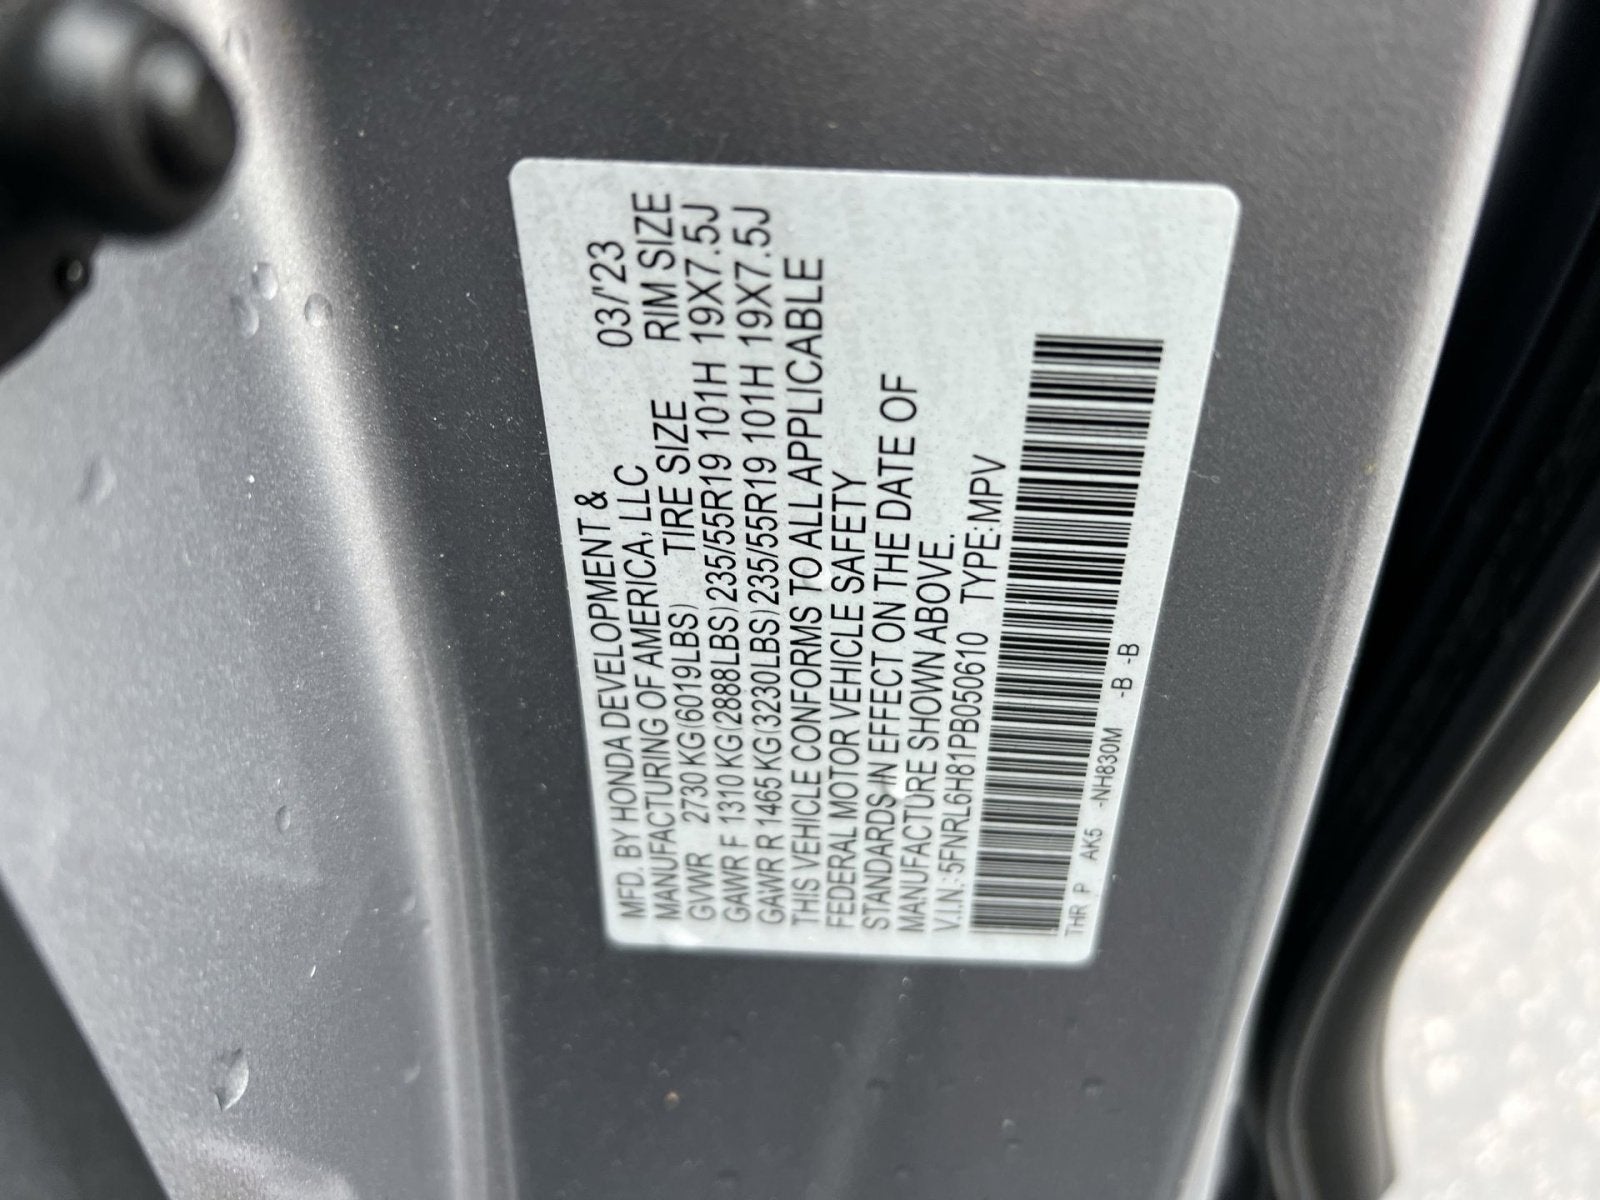 MFD. BY HONDA DEVELOPMENT & 03/'23
MANUFACTURING OF AMERICA, LLC RIM SIZE
TIRE SIZE
GVWR 2730 KG(6019LBS) 235/55R19 101H 19X7.5J
GAWR F 1310 KG(2888LBS) 235/55R19 101H 19X7.5J
GAWR R 1465 KG(3230LBS)
THIS VEHICLE CONFORMS TO ALL APPLICABLE
FEDERAL MOTOR VEHICLE SAFETY
STANDARDS IN EFFECT ON THE DATE OF
MANUFACTURE SHOWN ABOVE.
V.I.N.:5FNRL6H81PB050610 TYPE:MPV
THR P AK5 -NH830M -B -B